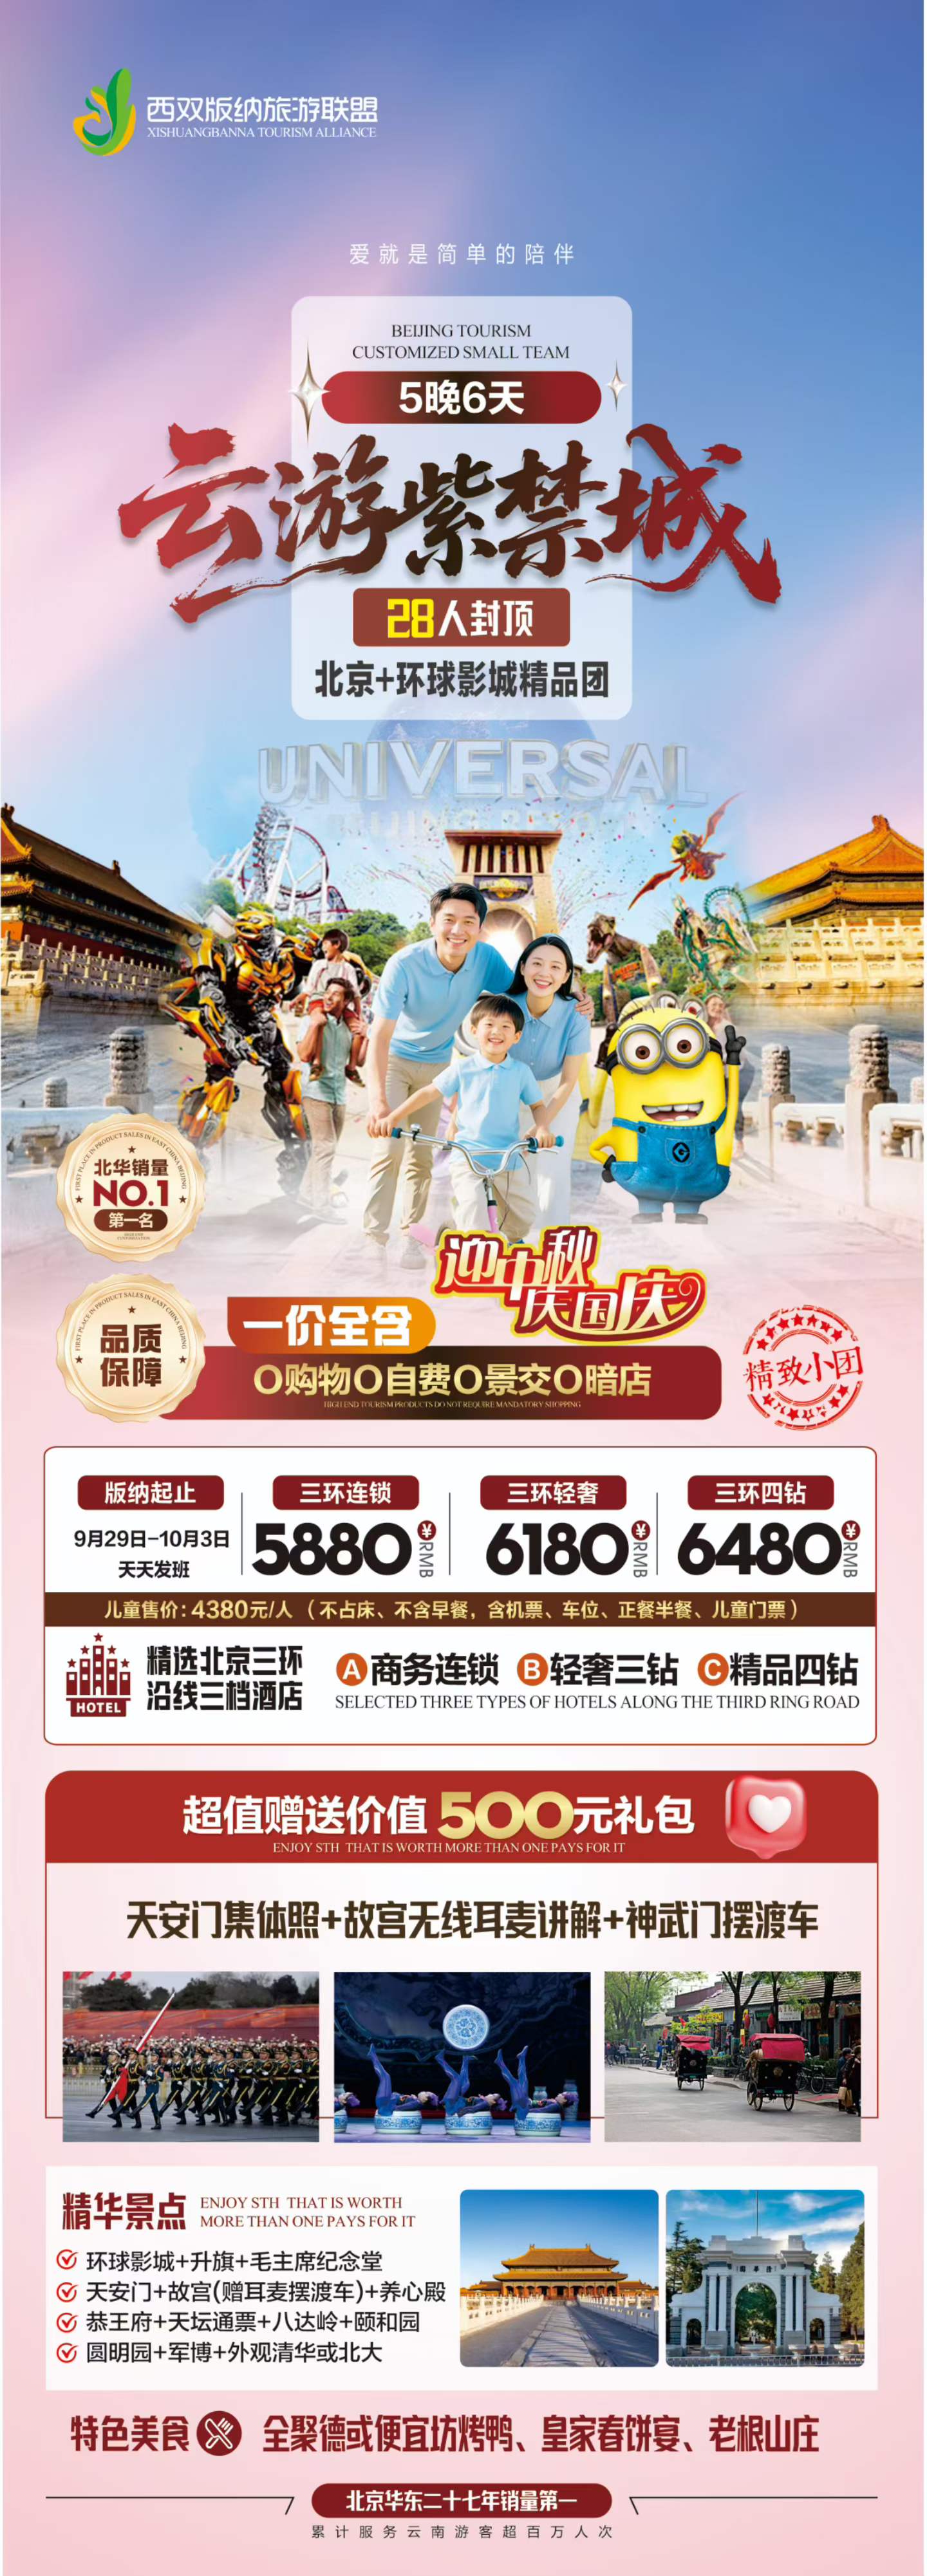 西双版纳旅游联盟
XISHUANGBANNA TOURISM ALLIANCE
爱就是简单的陪伴
BEIJING TOURISM
CUSTOMIZED SMALL TEAM
5晚6天
云游紫禁城
28人封顶
北京+环球影城精品团
UNIVERSAL
北华销量
NO.1
第一名
迎中秋
庆国庆
FIRST PLACE IN PRODUCT SALES IN EAST CHINA BEIJING
品质
保障
一价全含
0购物0自费0景交0暗店
HIGH END TOURISM PRODUCTS DO NOT REQUIRE MANDATORY SHOPPING
精致小团
版纳起止
9月29日-10月3日
天天发班
三环连锁
5880¥RMB
三环轻奢
6180¥RMB
三环四钻
6480¥RMB
儿童售价：4380元/人（不占床、不含早餐，含机票、车位、正餐半餐、儿童门票）
HOTEL
精选北京三环
沿线三档酒店
A商务连锁 B轻奢三钻 C精品四钻
SELECTED THREE TYPES OF HOTELS ALONG THE THIRD RING ROAD
超值赠送价值500元礼包
ENJOY STH THAT IS WORTH MORE THAN ONE PAYS FOR IT
天安门集体照+故宫无线耳麦讲解+神武门摆渡车
精华景点
ENJOY STH THAT IS WORTH
MORE THAN ONE PAYS FOR IT
环球影城+升旗+毛主席纪念堂
天安门+故宫(赠耳麦摆渡车)+养心殿
恭王府+天坛通票+八达岭+颐和园
圆明园+军博+外观清华或北大
特色美食 全聚德或便宜坊烤鸭、皇家春饼宴、老根山庄
北京华东二十七年销量第一
累计服务云南游客超百万人次